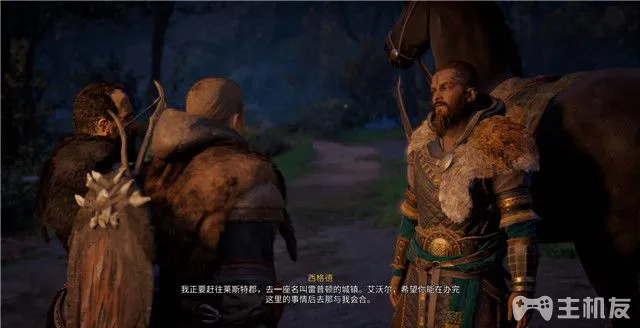 西格德
我正要赶往莱斯特郡，去一座名叫雷普顿的城镇。艾沃尔，希望你能在办完
这里的事情后去那与我会合。
主机友